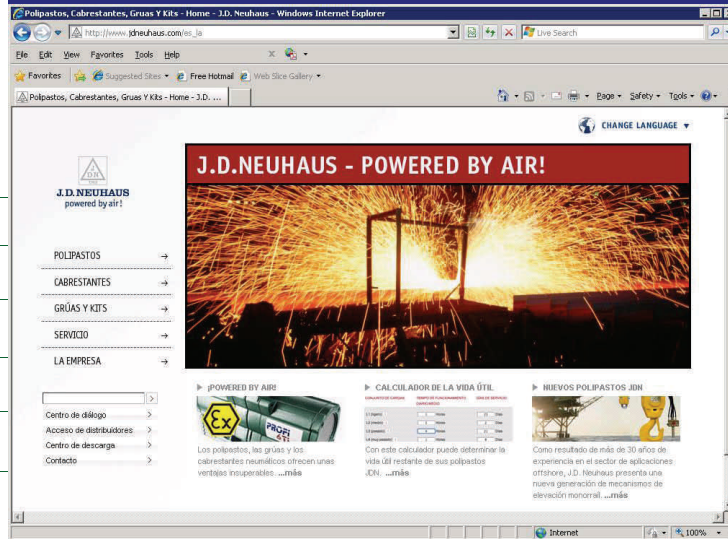 Polipastos, Cabrestantes, Gruas Y Kits - Home - J.D. Neuhaus - Windows Internet Explorer
http://www.jdneuhaus.com/es_la
Live Search
File Edit View Favorites Tools Help
Favorites Suggested Sites Free Hotmail Web Slice Gallery
Polipastos, Cabrestantes, Gruas Y Kits - Home - J.D. ...
Page Safety Tools
CHANGE LANGUAGE
JDN
J.D. NEUHAUS
powered by air!
J.D.NEUHAUS - POWERED BY AIR!
POLIPASTOS
CABRESTANTES
GRÚAS Y KITS
SERVICIO
LA EMPRESA
Centro de diálogo
Acceso de distribuidores
Centro de descarga
Contacto
¡POWERED BY AIR!
Ex
PROFI
Los polipastos, las grúas y los
cabrestantes neumáticos ofrecen unas
ventajas insuperables. ...más
CALCULADOR DE LA VIDA ÚTIL
Con este calculador puede determinar la
vida útil restante de sus polipastos
JDN. ...más
NUEVOS POLIPASTOS JDN
Como resultado de más de 30 años de
experiencia en el sector de aplicaciones
offshore, J.D. Neuhaus presenta una
nueva generación de mecanismos de
elevación monorraíl. ...más
Internet
100%